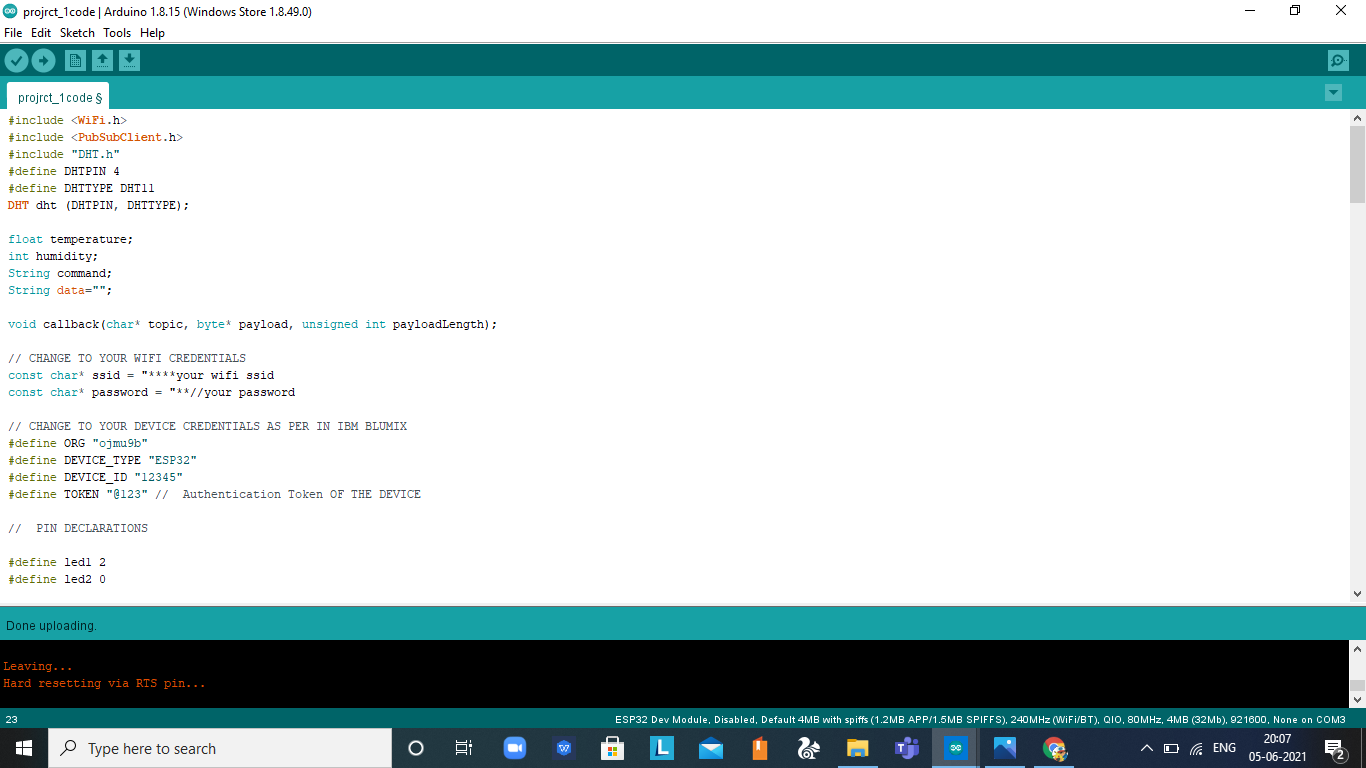 projrct_1code | Arduino 1.8.15 (Windows Store 1.8.49.0)
File Edit Sketch Tools Help
projrct_1code §
#include <WiFi.h>
#include <PubSubClient.h>
#include "DHT.h"
#define DHTPIN 4
#define DHTTYPE DHT11
DHT dht (DHTPIN, DHTTYPE);
float temperature;
int humidity;
String command;
String data="";
void callback(char* topic, byte* payload, unsigned int payloadLength);
// CHANGE TO YOUR WIFI CREDENTIALS
const char* ssid = "****your wifi ssid
const char* password = "**//your password
// CHANGE TO YOUR DEVICE CREDENTIALS AS PER IN IBM BLUMIX
#define ORG "ojmu9b"
#define DEVICE_TYPE "ESP32"
#define DEVICE_ID "12345"
#define TOKEN "@123" //  Authentication Token OF THE DEVICE
//  PIN DECLARATIONS
#define led1 2
#define led2 0
Done uploading.
Leaving...
Hard resetting via RTS pin...
23
ESP32 Dev Module, Disabled, Default 4MB with spiffs (1.2MB APP/1.5MB SPIFFS), 240MHz (WiFi/BT), QIO, 80MHz, 4MB (32Mb), 921600, None on COM3
Type here to search
L
ENG
20:07
05-06-2021
2